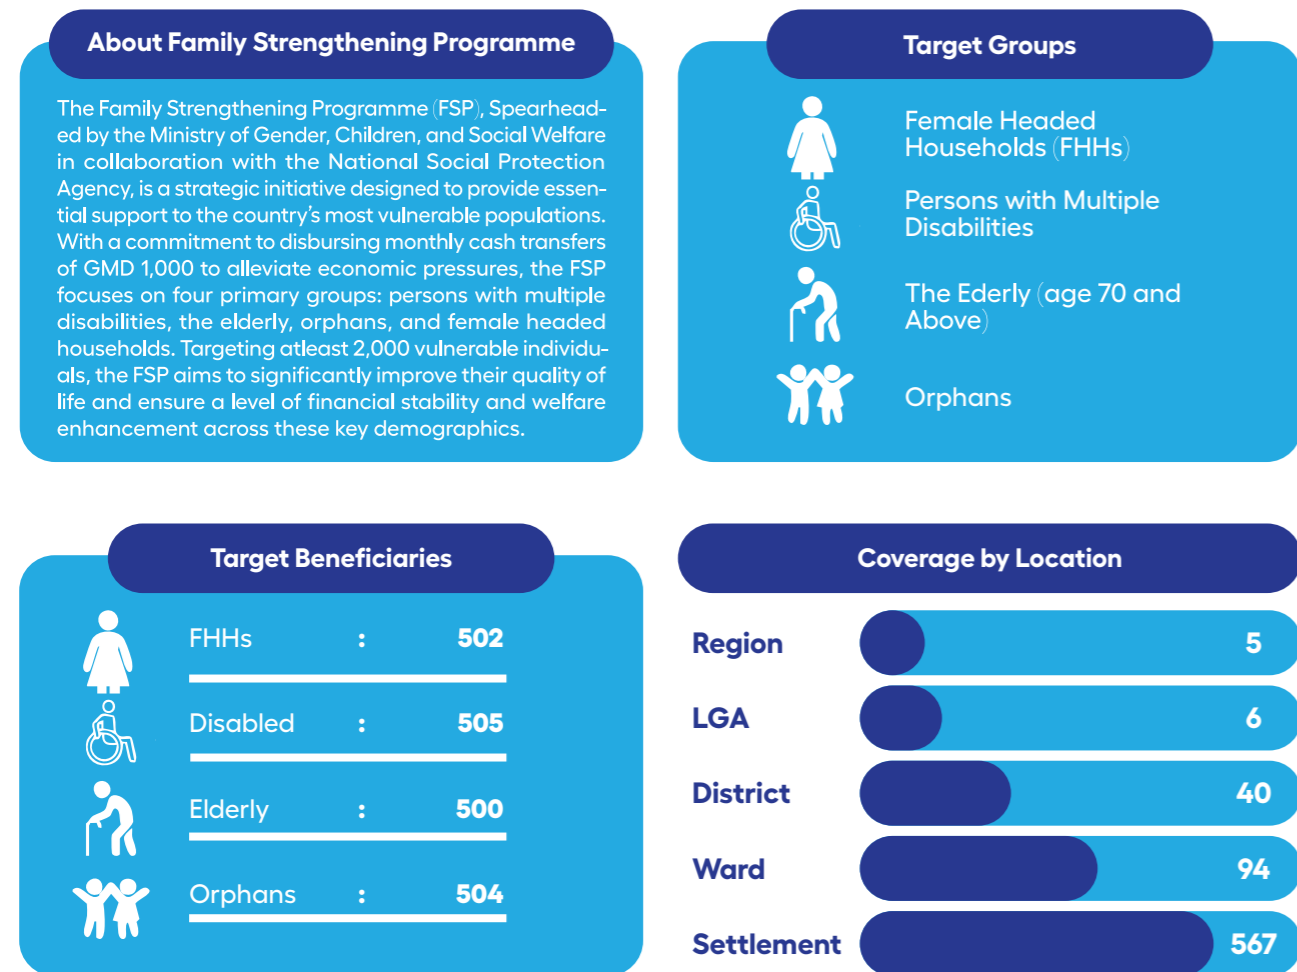 About Family Strengthening Programme
The Family Strengthening Programme (FSP), Spearhead-
ed by the Ministry of Gender, Children, and Social Welfare
in collaboration with the National Social Protection
Agency, is a strategic initiative designed to provide essen-
tial support to the country's most vulnerable populations.
With a commitment to disbursing monthly cash transfers
of GMD 1,000 to alleviate economic pressures, the FSP
focuses on four primary groups: persons with multiple
disabilities, the elderly, orphans, and female headed
households. Targeting atleast 2,000 vulnerable individu-
als, the FSP aims to significantly improve their quality of
life and ensure a level of financial stability and welfare
enhancement across these key demographics.
Target Groups
Female Headed
Households (FHHs)
Persons with Multiple
Disabilities
The Ederly (age 70 and
Above)
Orphans
Target Beneficiaries
FHHs : 502
Disabled : 505
Elderly : 500
Orphans : 504
Coverage by Location
Region 5
LGA 6
District 40
Ward 94
Settlement 567